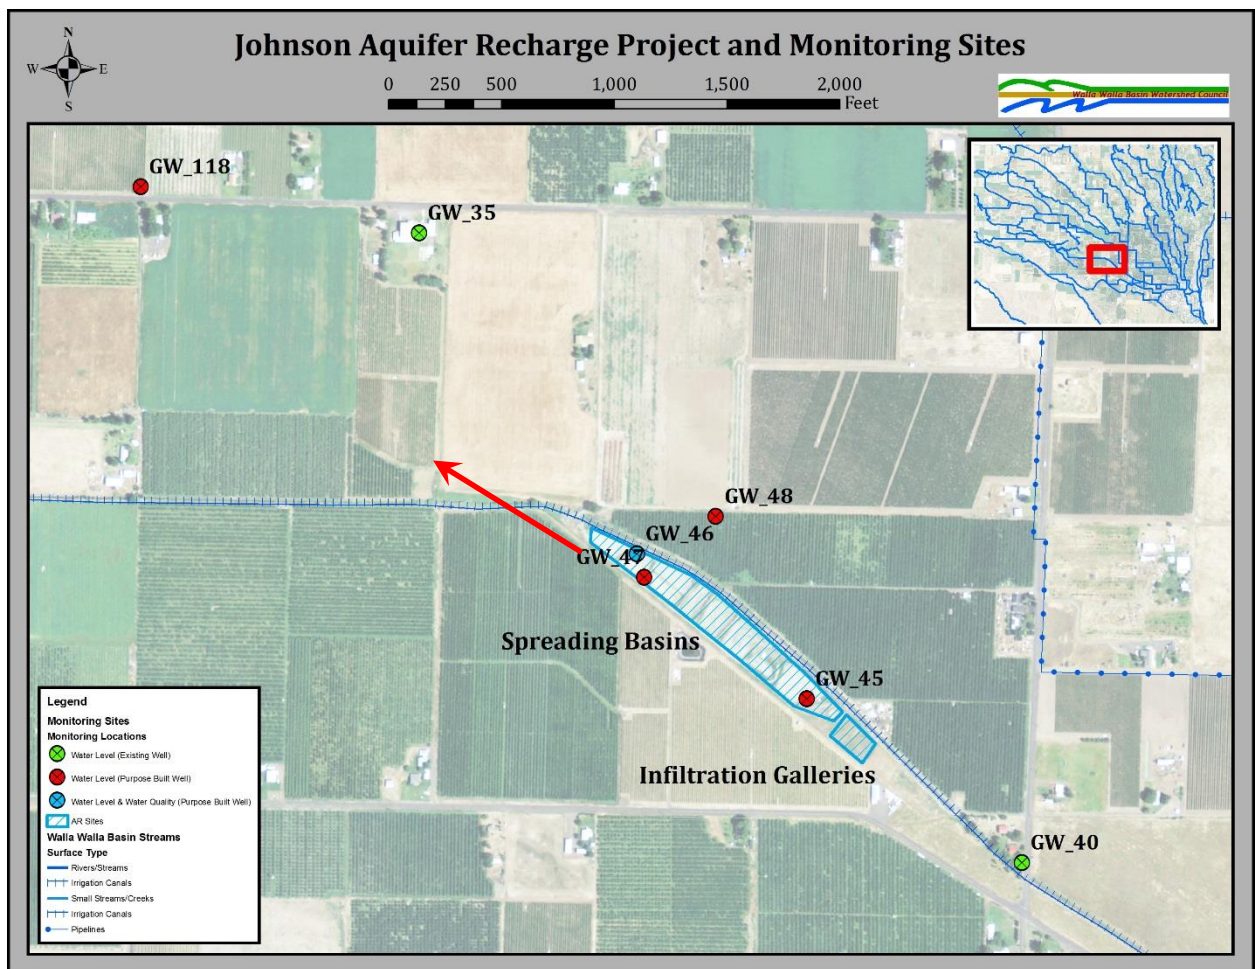 Johnson Aquifer Recharge Project and Monitoring Sites
N
W
E
S
0 250 500 1,000 1,500 2,000
Feet
Walla Walla Basin Watershed Council
GW_118
GW_35
GW_48
GW_46
GW_47
Spreading Basins
GW_45
Infiltration Galleries
GW_40
Legend
Monitoring Sites
Monitoring Locations
Water Level (Existing Well)
Water Level (Purpose Built Well)
Water Level & Water Quality (Purpose Built Well)
AR Sites
Walla Walla Basin Streams
Surface Type
Rivers/Streams
Irrigation Canals
Small Streams/Creeks
Irrigation Canals
Pipelines